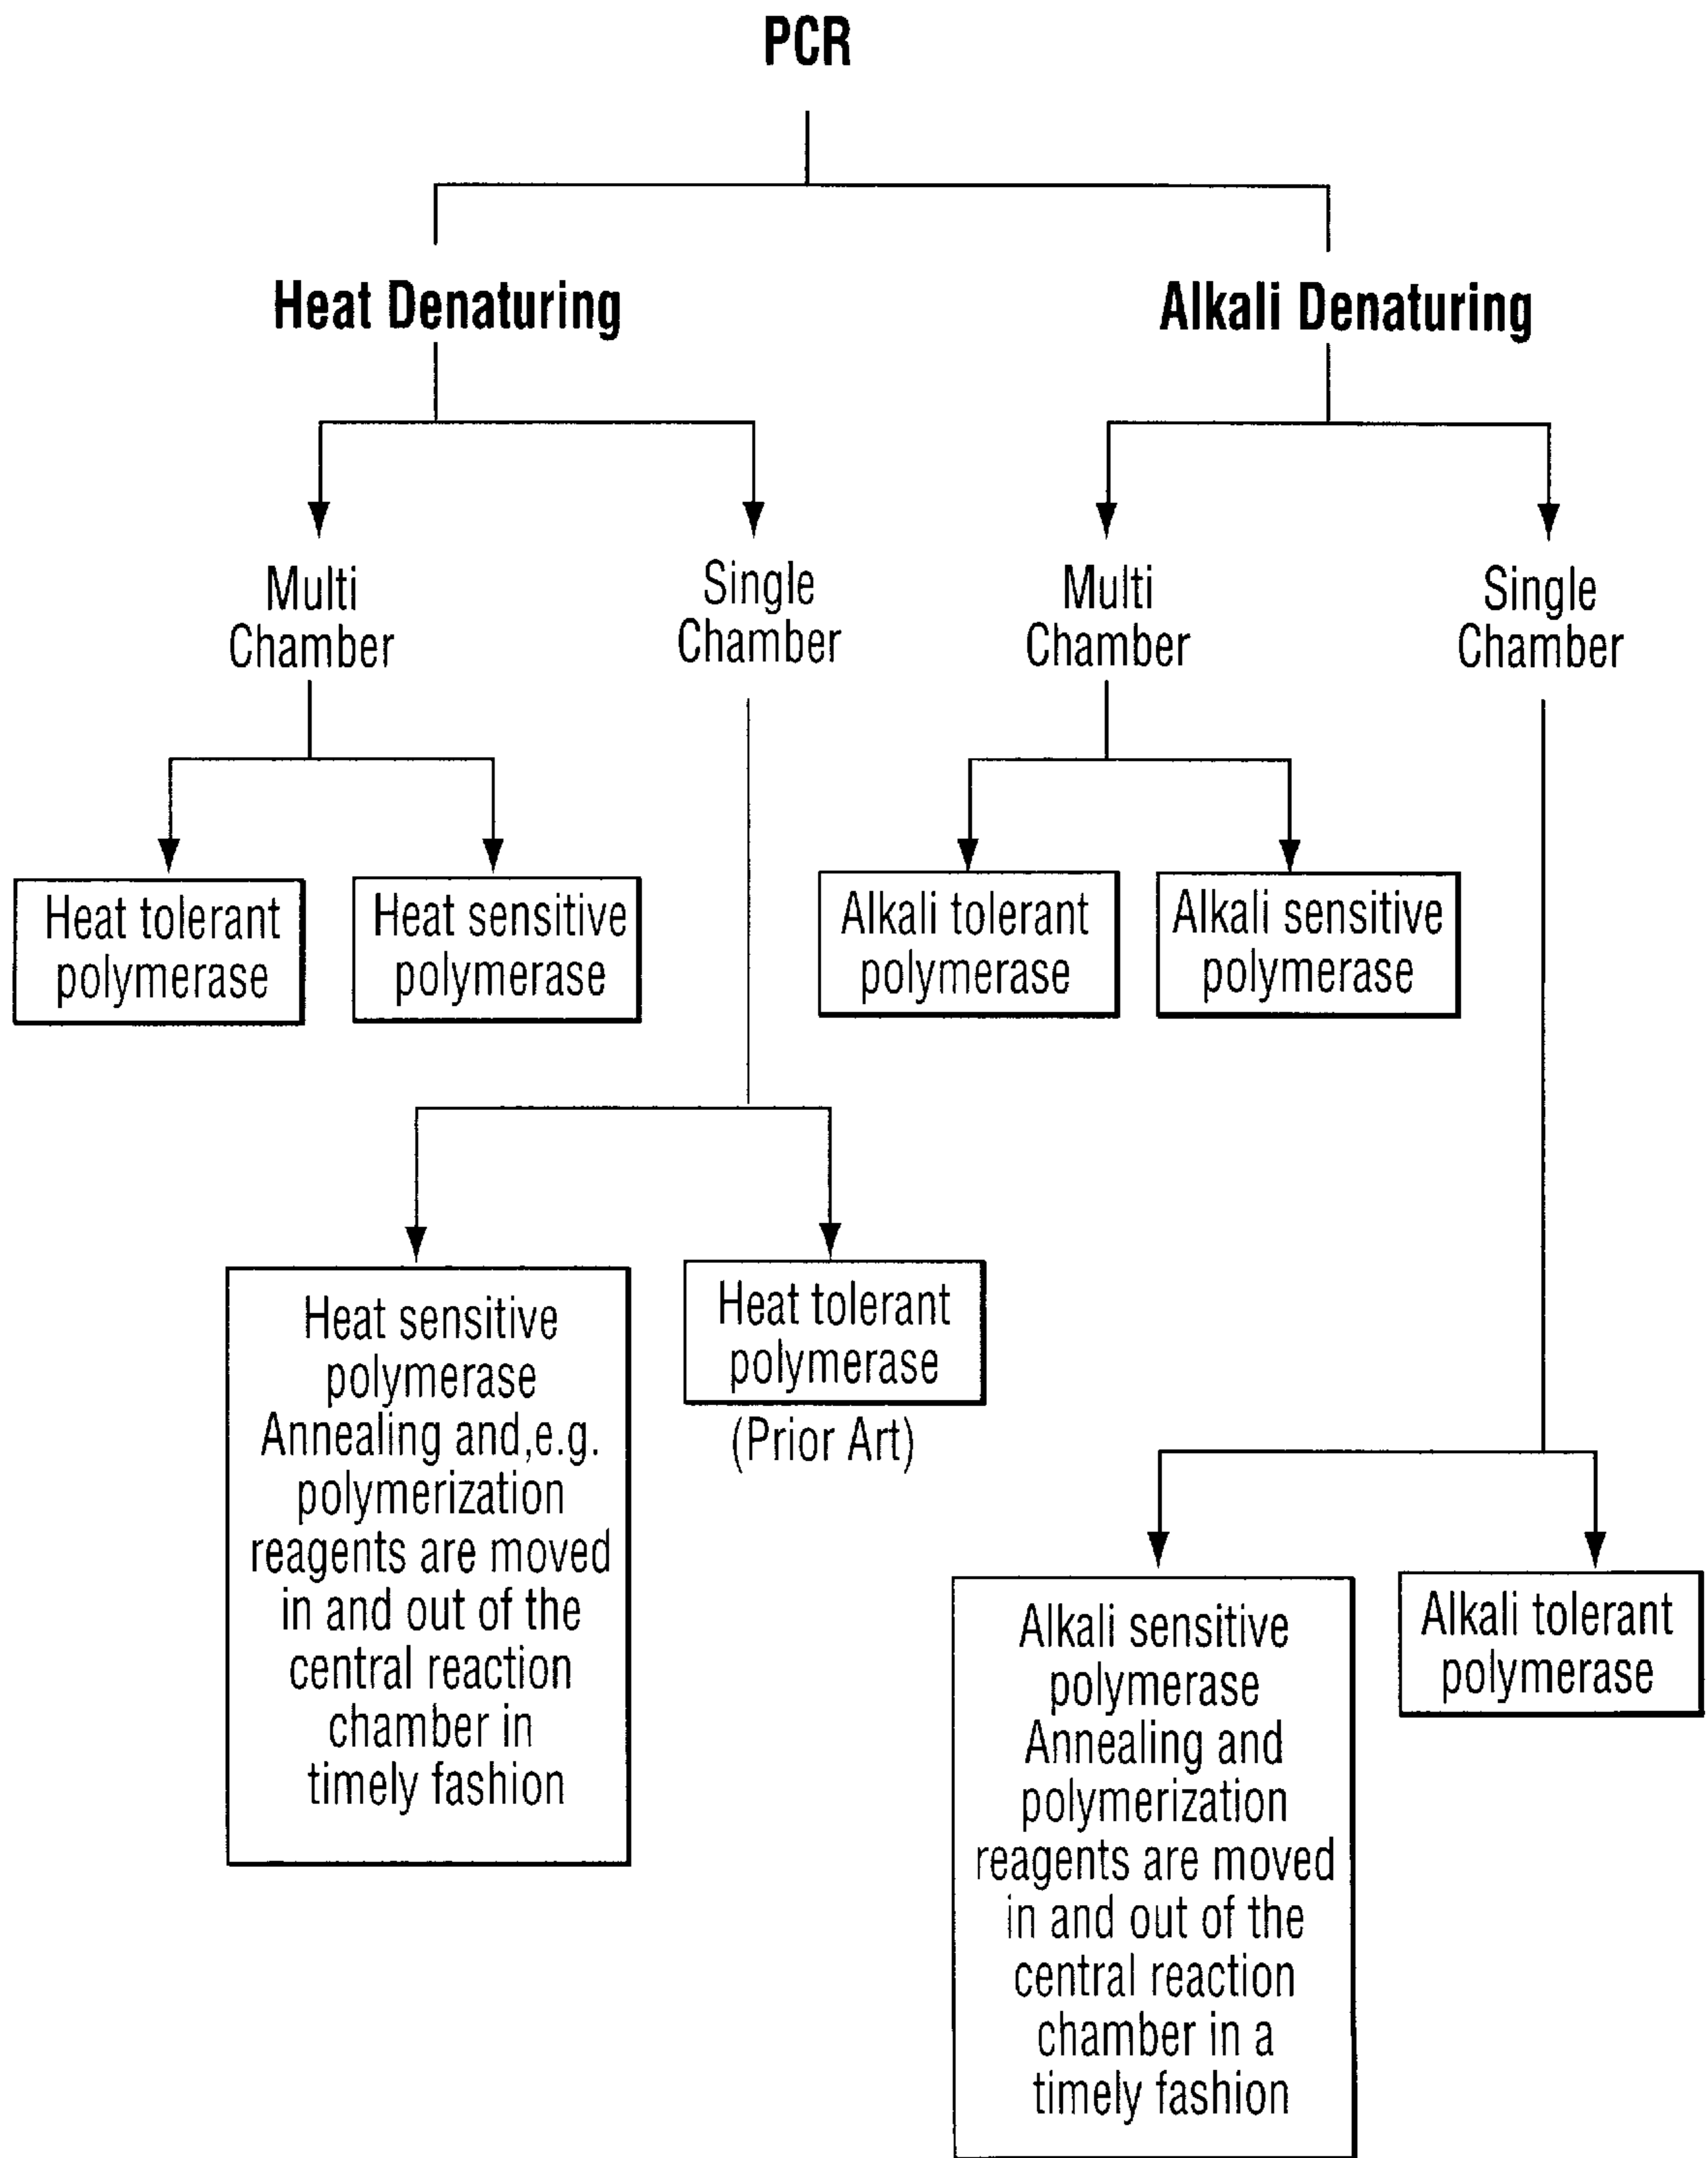 PCR
Heat Denaturing
Alkali Denaturing
Multi
Chamber
Single
Chamber
Multi
Chamber
Single
Chamber
Heat tolerant
polymerase
Heat sensitive
polymerase
Alkali tolerant
polymerase
Alkali sensitive
polymerase
Heat sensitive
polymerase
Annealing and,e.g.
polymerization
reagents are moved
in and out of the
central reaction
chamber in
timely fashion
Heat tolerant
polymerase
(Prior Art)
Alkali sensitive
polymerase
Annealing and
polymerization
reagents are moved
in and out of the
central reaction
chamber in a
timely fashion
Alkali tolerant
polymerase